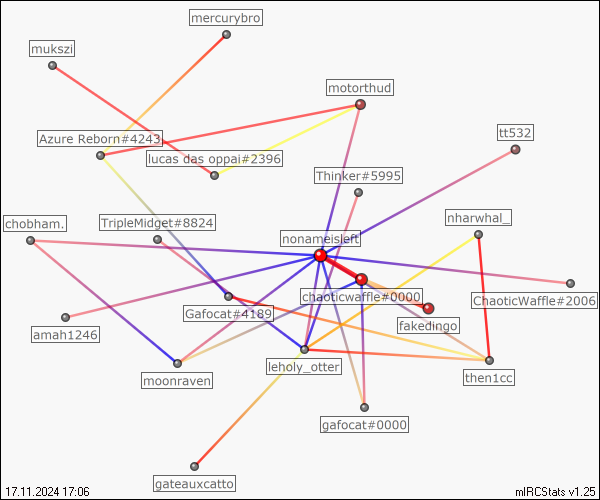 mercurybro
mukszi
motorthud
Azure Reborn#4243
tt532
lucas das oppai#2396
Thinker#5995
chobham.
TripleMidget#8824
nharwhal_
nonameisleft
chaoticwaffle#0000
ChaoticWaffle#2006
Gafocat#4189
fakedingo
amah1246
leholy_otter
then1cc
moonraven
gafocat#0000
gateauxcatto
17.11.2024 17:06
mIRCStats v1.25